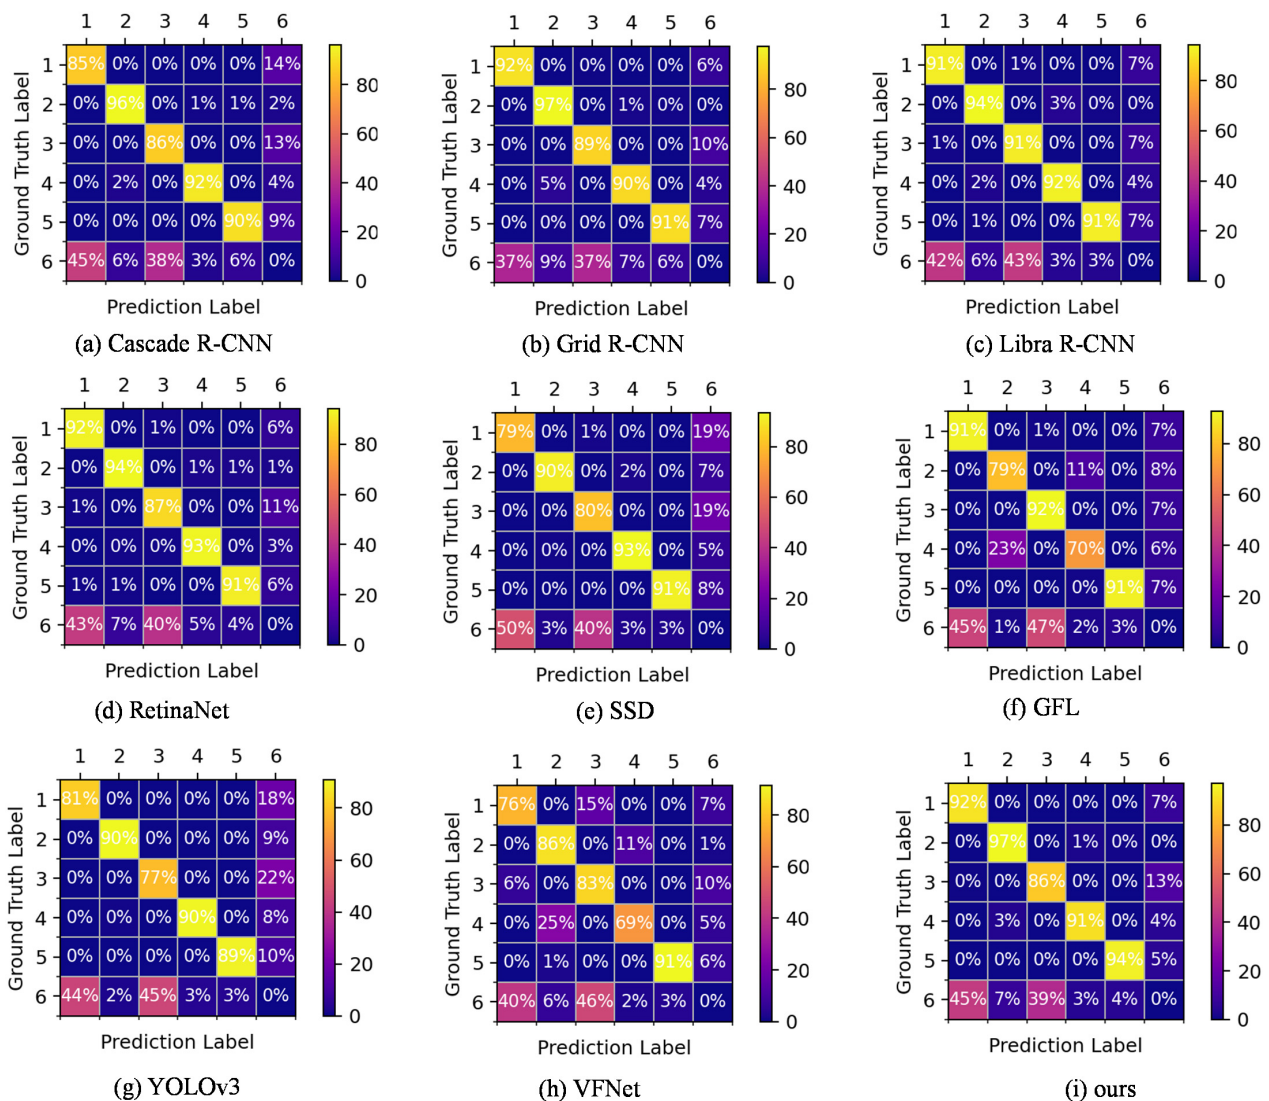 1 2 3 4 5 6
1 85% 0% 0% 0% 0% 14%
2 0% 96% 0% 1% 1% 2%
3 0% 0% 86% 0% 0% 13%
4 0% 2% 0% 92% 0% 4%
5 0% 0% 0% 0% 90% 9%
6 45% 6% 38% 3% 6% 0%
Ground Truth Label
Prediction Label
80
60
40
20
0
(a) Cascade R-CNN
1 2 3 4 5 6
1 92% 0% 0% 0% 0% 6%
2 0% 97% 0% 1% 0% 0%
3 0% 0% 89% 0% 0% 10%
4 0% 5% 0% 90% 0% 4%
5 0% 0% 0% 0% 91% 7%
6 37% 9% 37% 7% 6% 0%
Ground Truth Label
Prediction Label
80
60
40
20
0
(b) Grid R-CNN
1 2 3 4 5 6
1 91% 0% 1% 0% 0% 7%
2 0% 94% 0% 3% 0% 0%
3 1% 0% 91% 0% 0% 7%
4 0% 2% 0% 92% 0% 4%
5 0% 1% 0% 0% 91% 7%
6 42% 6% 43% 3% 3% 0%
Ground Truth Label
Prediction Label
80
60
40
20
0
(c) Libra R-CNN
1 2 3 4 5 6
1 92% 0% 1% 0% 0% 6%
2 0% 94% 0% 1% 1% 1%
3 1% 0% 87% 0% 0% 11%
4 0% 0% 0% 93% 0% 3%
5 1% 1% 0% 0% 91% 6%
6 43% 7% 40% 5% 4% 0%
Ground Truth Label
Prediction Label
80
60
40
20
0
(d) RetinaNet
1 2 3 4 5 6
1 79% 0% 1% 0% 0% 19%
2 0% 90% 0% 2% 0% 7%
3 0% 0% 80% 0% 0% 19%
4 0% 0% 0% 93% 0% 5%
5 0% 0% 0% 0% 91% 8%
6 50% 3% 40% 3% 3% 0%
Ground Truth Label
Prediction Label
80
60
40
20
0
(e) SSD
1 2 3 4 5 6
1 91% 0% 1% 0% 0% 7%
2 0% 79% 0% 11% 0% 8%
3 0% 0% 92% 0% 0% 7%
4 0% 23% 0% 70% 0% 6%
5 0% 0% 0% 0% 91% 7%
6 45% 1% 47% 2% 3% 0%
Ground Truth Label
Prediction Label
80
60
40
20
0
(f) GFL
1 2 3 4 5 6
1 81% 0% 0% 0% 0% 18%
2 0% 90% 0% 0% 0% 9%
3 0% 0% 77% 0% 0% 22%
4 0% 0% 0% 90% 0% 8%
5 0% 0% 0% 0% 89% 10%
6 44% 2% 45% 3% 3% 0%
Ground Truth Label
Prediction Label
80
60
40
20
0
(g) YOLOv3
1 2 3 4 5 6
1 76% 0% 15% 0% 0% 7%
2 0% 86% 0% 11% 0% 1%
3 6% 0% 83% 0% 0% 10%
4 0% 25% 0% 69% 0% 5%
5 0% 1% 0% 0% 91% 6%
6 40% 6% 46% 2% 3% 0%
Ground Truth Label
Prediction Label
80
60
40
20
0
(h) VFNet
1 2 3 4 5 6
1 92% 0% 0% 0% 0% 7%
2 0% 97% 0% 1% 0% 0%
3 0% 0% 86% 0% 0% 13%
4 0% 3% 0% 91% 0% 4%
5 0% 0% 0% 0% 94% 5%
6 45% 7% 39% 3% 4% 0%
Ground Truth Label
Prediction Label
80
60
40
20
0
(i) ours